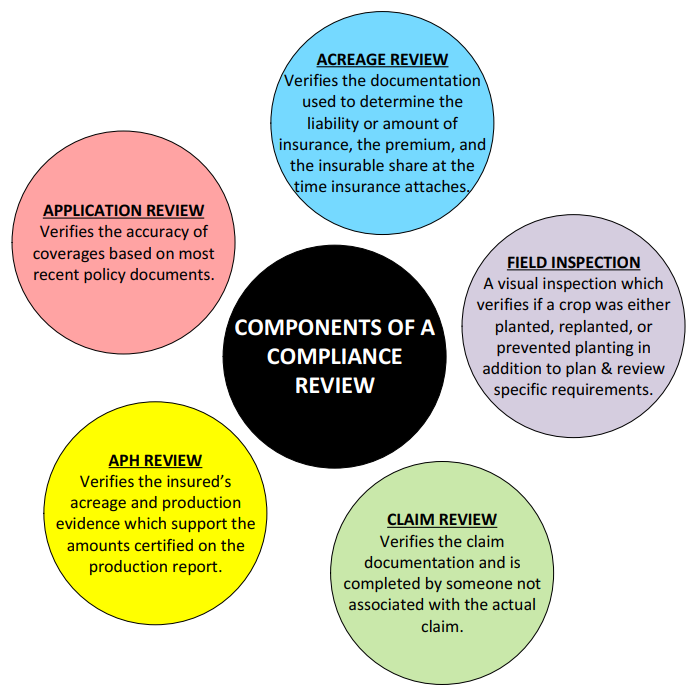 ACREAGE REVIEW
Verifies the documentation
used to determine the
liability or amount of
insurance, the premium, and
the insurable share at the
time insurance attaches.
APPLICATION REVIEW
Verifies the accuracy of
coverages based on most
recent policy documents.
FIELD INSPECTION
A visual inspection which
verifies if a crop was either
planted, replanted, or
prevented planting in
addition to plan & review
specific requirements.
COMPONENTS OF A
COMPLIANCE
REVIEW
APH REVIEW
Verifies the insured’s
acreage and production
evidence which support the
amounts certified on the
production report.
CLAIM REVIEW
Verifies the claim
documentation and is
completed by someone not
associated with the actual
claim.